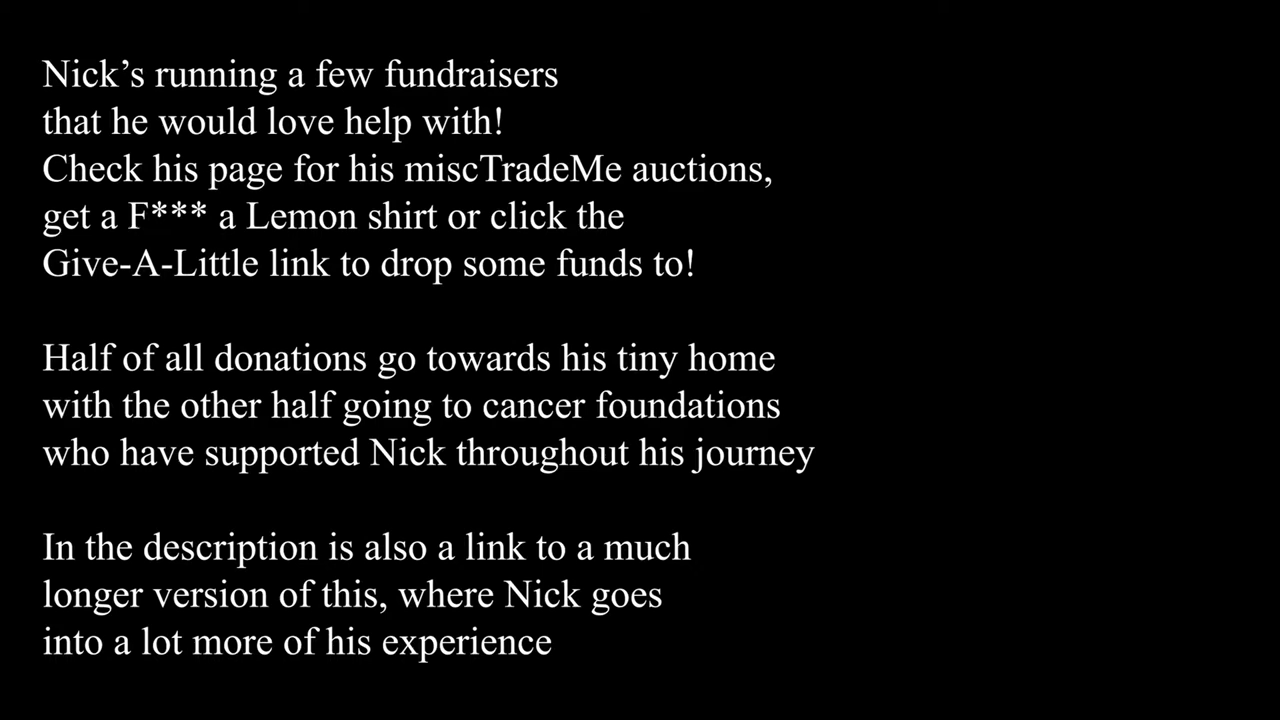 Nick’s running a few fundraisers
that he would love help with!
Check his page for his miscTradeMe auctions,
get a F*** a Lemon shirt or click the
Give-A-Little link to drop some funds to!
Half of all donations go towards his tiny home
with the other half going to cancer foundations
who have supported Nick throughout his journey
In the description is also a link to a much
longer version of this, where Nick goes
into a lot more of his experience